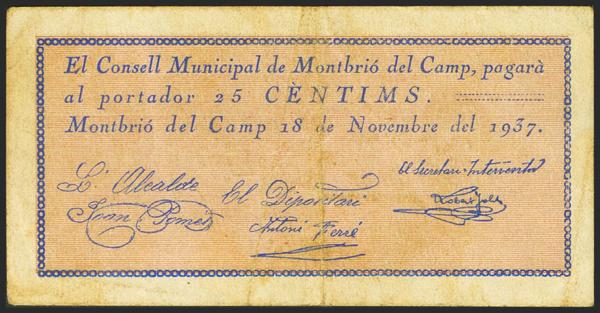 El Consell Municipal de Montbrió del Camp, pagarà
al portador 25 CÈNTIMS.
Montbrió del Camp 18 de Novembre del 1937.
L'Alcalde
El Dipositari
El Secretari-Interventor
Joan Pomés
Antoni Ferré